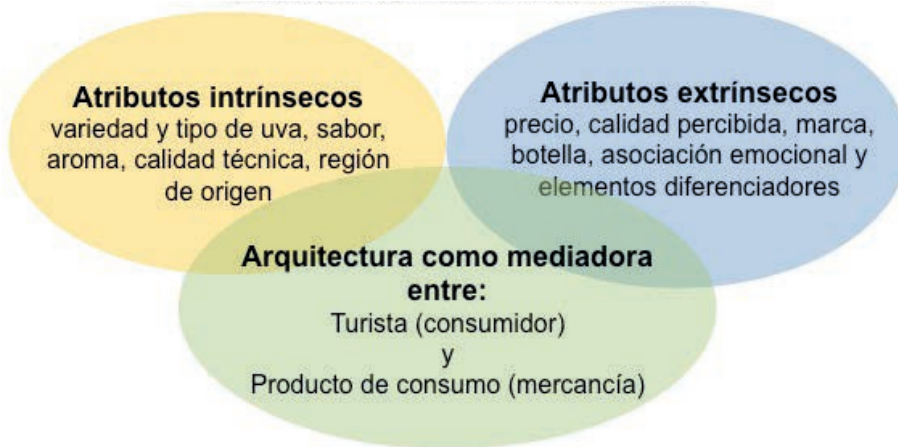 Atributos intrínsecos
variedad y tipo de uva, sabor,
aroma, calidad técnica, región
de origen
Atributos extrínsecos
precio, calidad percibida, marca,
botella, asociación emocional y
elementos diferenciadores
Arquitectura como mediadora
entre:
Turista (consumidor)
y
Producto de consumo (mercancía)